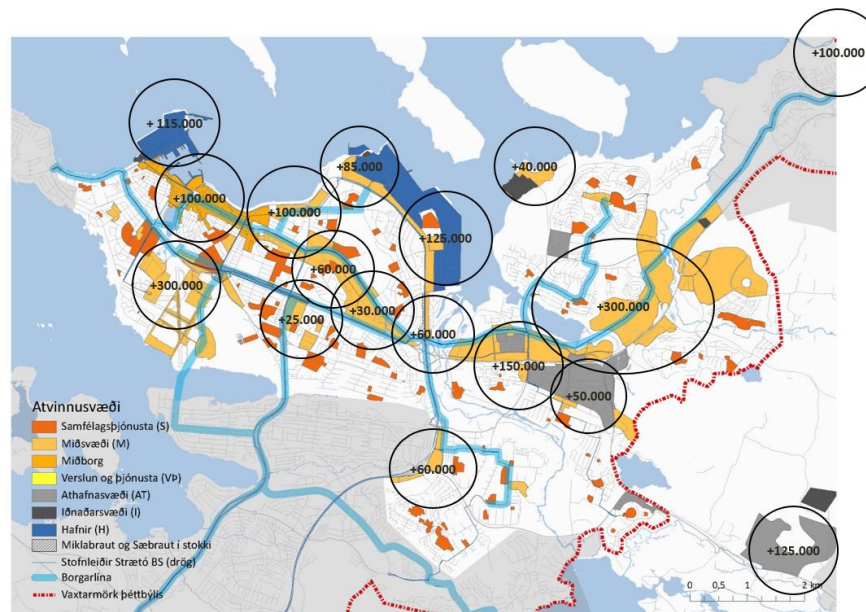 +100.000
+ 115.000
+85.000
+40.000
+100.000
+100.000
+125.000
+60.000
+300.000
+300.000
+25.000
+30.000
+60.000
+150.000
+50.000
+60.000
+125.000
Atvinnusvæði
Samfélagsþjónusta (S)
Miðsvæði (M)
Miðborg
Verslun og þjónusta (VÞ)
Athafnasvæði (AT)
Iðnaðarsvæði (I)
Hafnir (H)
Miklabraut og Sæbraut í stokki
Stofnleiðir Strætó BS (drög)
Borgarlína
Vaxtarmörk þéttbýlis
0 0,5 1 2 km